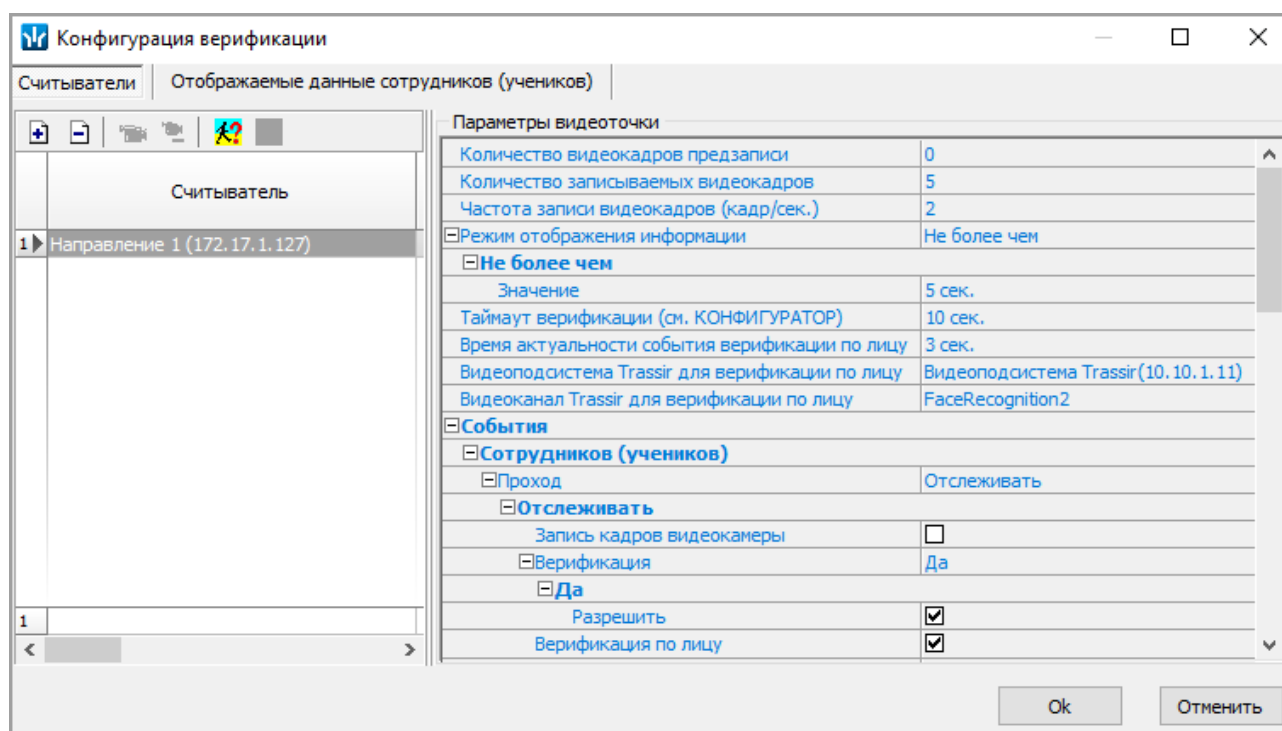 Конфигурация верификации
Считыватели
Отображаемые данные сотрудников (учеников)
Считыватель
1 Направление 1 (172.17.1.127)
1
Параметры видеоточки
Количество видеокадров предзаписи 0
Количество записываемых видеокадров 5
Частота записи видеокадров (кадр/сек.) 2
Режим отображения информации Не более чем
Не более чем
Значение 5 сек.
Таймаут верификации (см. КОНФИГУРАТОР) 10 сек.
Время актуальности события верификации по лицу 3 сек.
Видеоподсистема Trassir для верификации по лицу Видеоподсистема Trassir(10.10.1.11)
Видеоканал Trassir для верификации по лицу FaceRecognition2
События
Сотрудников (учеников)
Проход Отслеживать
Отслеживать
Запись кадров видеокамеры
Верификация Да
Да
Разрешить
Верификация по лицу
Ok
Отменить